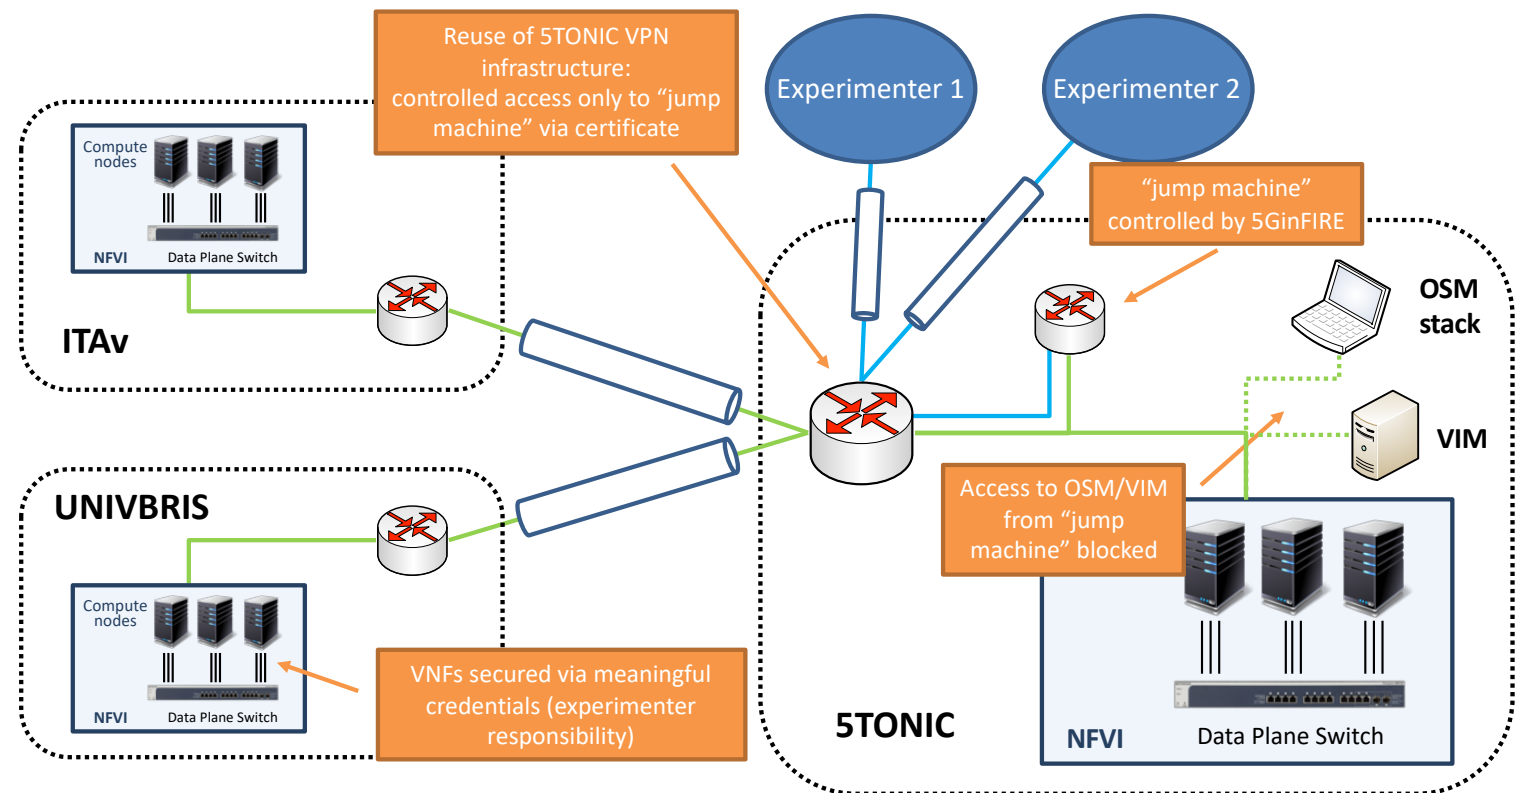 Reuse of 5TONIC VPN
infrastructure:
controlled access only to “jump
machine” via certificate
Experimenter 1
Experimenter 2
“jump machine”
controlled by 5GinFIRE
Compute
nodes
NFVI
Data Plane Switch
ITAv
OSM
stack
VIM
Access to OSM/VIM
from “jump
machine” blocked
UNIVBRIS
Compute
nodes
NFVI
Data Plane Switch
VNFs secured via meaningful
credentials (experimenter
responsibility)
5TONIC
NFVI
Data Plane Switch